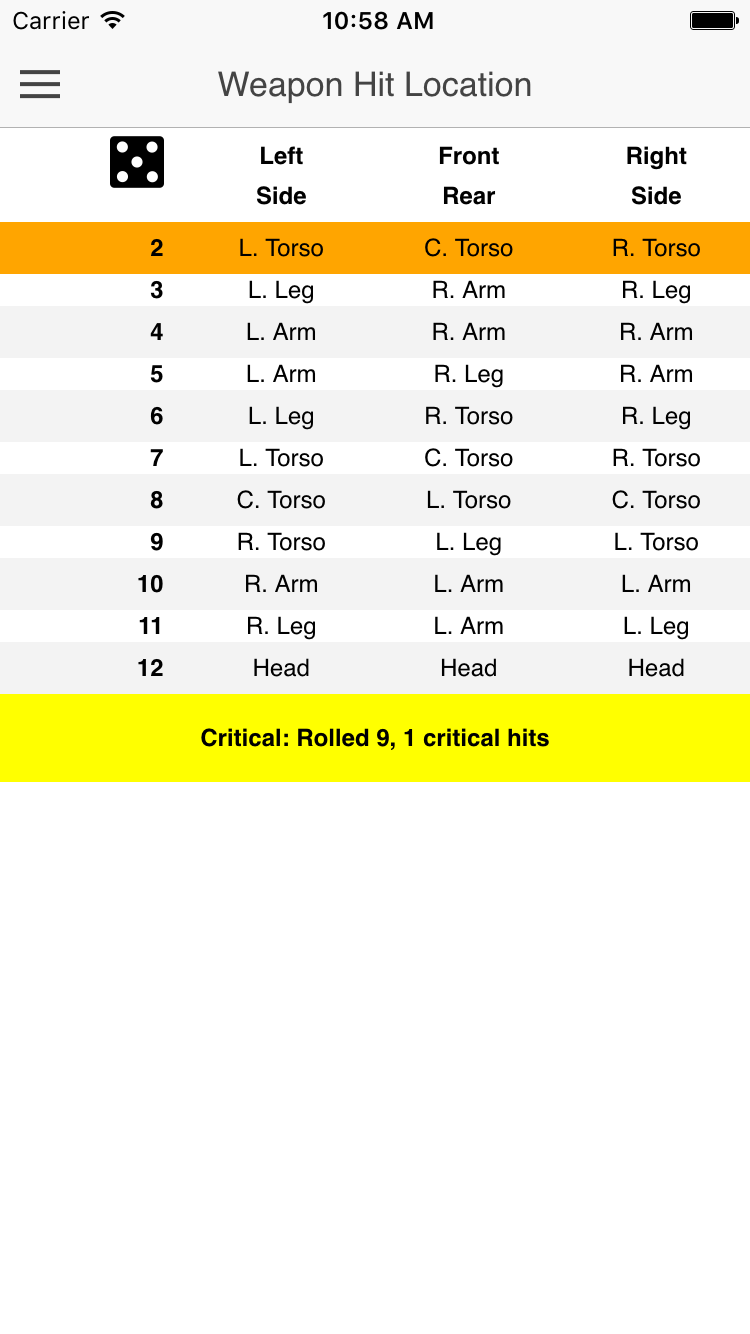 Carrier 10:58 AM
Weapon Hit Location
Left Front Right
Side Rear Side
2 L. Torso C. Torso R. Torso
3 L. Leg R. Arm R. Leg
4 L. Arm R. Arm R. Arm
5 L. Arm R. Leg R. Arm
6 L. Leg R. Torso R. Leg
7 L. Torso C. Torso R. Torso
8 C. Torso L. Torso C. Torso
9 R. Torso L. Leg L. Torso
10 R. Arm L. Arm L. Arm
11 R. Leg L. Arm L. Leg
12 Head Head Head
Critical: Rolled 9, 1 critical hits